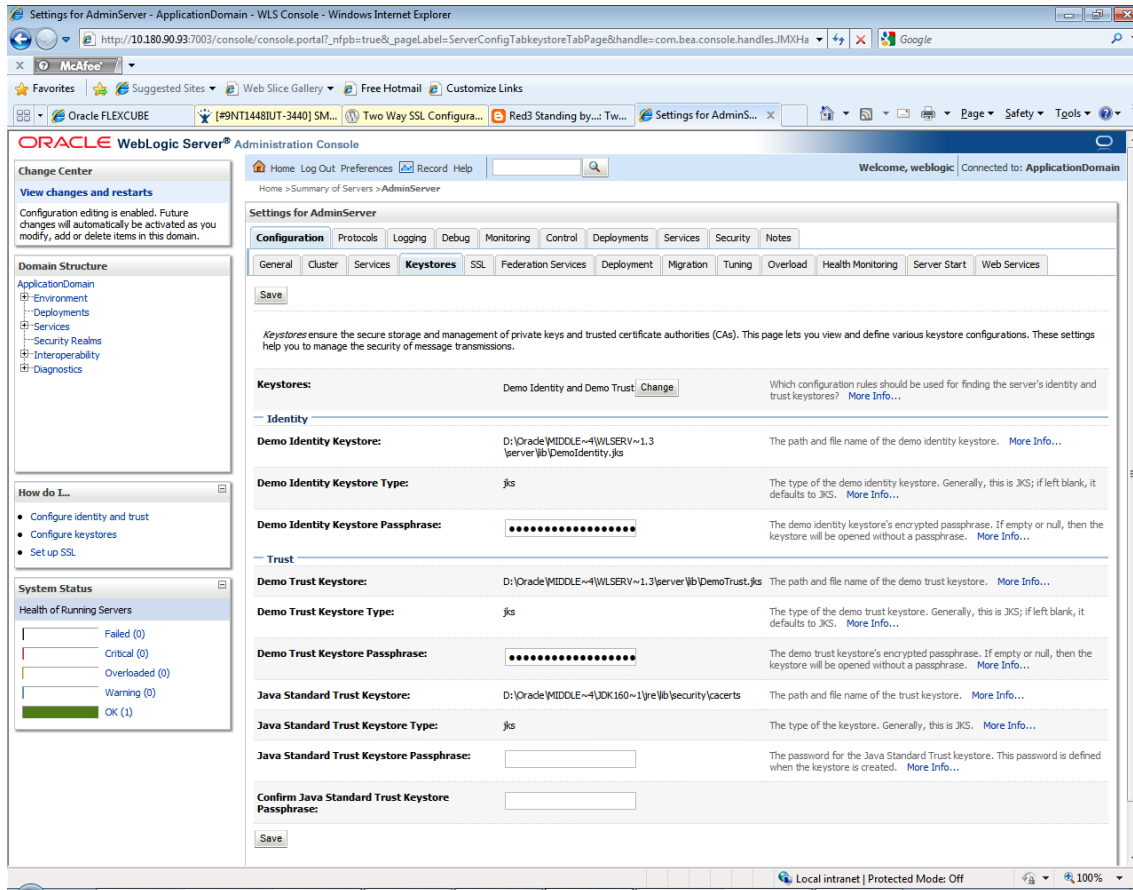 Settings for AdminServer - ApplicationDomain - WLS Console - Windows Internet Explorer
http://10.180.90.93:7003/console/console.portal?_nfpb=true&_pageLabel=ServerConfigTabkeystoreTabPage&handle=com.bea.console.handles.JMXHa
Google
x McAfee
Favorites Suggested Sites Web Slice Gallery Free Hotmail Customize Links
Oracle FLEXCUBE [#9NT1448IUT-3440] SM... Two Way SSL Configura... Red3 Standing by...: Tw... Settings for AdminS... X Page Safety Tools
ORACLE WebLogic Server® Administration Console
Change Center
View changes and restarts
Configuration editing is enabled. Future
changes will automatically be activated as you
modify, add or delete items in this domain.
Domain Structure
ApplicationDomain
Environment
Deployments
Services
Security Realms
Interoperability
Diagnostics
How do I...
Configure identity and trust
Configure keystores
Set up SSL
System Status
Health of Running Servers
Failed (0)
Critical (0)
Overloaded (0)
Warning (0)
OK (1)
Home Log Out Preferences Record Help
Welcome, weblogic Connected to: ApplicationDomain
Home >Summary of Servers >AdminServer
Settings for AdminServer
Configuration Protocols Logging Debug Monitoring Control Deployments Services Security Notes
General Cluster Services Keystores SSL Federation Services Deployment Migration Tuning Overload Health Monitoring Server Start Web Services
Save
Keystores ensure the secure storage and management of private keys and trusted certificate authorities (CAs). This page lets you view and define various keystore configurations. These settings
help you to manage the security of message transmissions.
Keystores: Demo Identity and Demo Trust Change
Which configuration rules should be used for finding the server's identity and
trust keystores? More Info...
Identity
Demo Identity Keystore:
D:\Oracle\MIDDLE~4\WLSERV~1.3
\server\lib\DemoIdentity.jks
The path and file name of the demo identity keystore. More Info...
Demo Identity Keystore Type: jks
The type of the demo identity keystore. Generally, this is JKS; if left blank, it
defaults to JKS. More Info...
Demo Identity Keystore Passphrase: ●●●●●●●●●●●●●●●●●●
The demo identity keystore's encrypted passphrase. If empty or null, then the
keystore will be opened without a passphrase. More Info...
Trust
Demo Trust Keystore: D:\Oracle\MIDDLE~4\WLSERV~1.3\server\lib\DemoTrust.jks The path and file name of the demo trust keystore. More Info...
Demo Trust Keystore Type: jks
The type of the demo trust keystore. Generally, this is JKS; if left blank, it
defaults to JKS. More Info...
Demo Trust Keystore Passphrase: ●●●●●●●●●●●●●●●●●●
The demo trust keystore's encrypted passphrase. If empty or null, then the
keystore will be opened without a passphrase. More Info...
Java Standard Trust Keystore: D:\Oracle\MIDDLE~4\JDK160~1\jre\lib\security\cacerts The path and file name of the trust keystore. More Info...
Java Standard Trust Keystore Type: jks The type of the keystore. Generally, this is JKS. More Info...
Java Standard Trust Keystore Passphrase:
The password for the Java Standard Trust keystore. This password is defined
when the keystore is created. More Info...
Confirm Java Standard Trust Keystore
Passphrase:
Save
Local intranet | Protected Mode: Off 100%